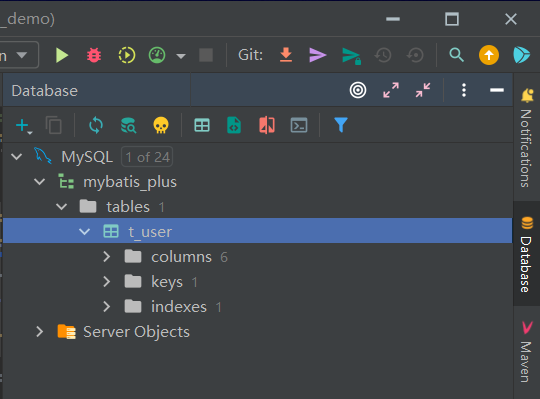 _demo)
n
Git:
Database
MySQL 1 of 24
mybatis_plus
tables 1
t_user
columns 6
keys 1
indexes 1
Server Objects
Notifications
Database
Maven